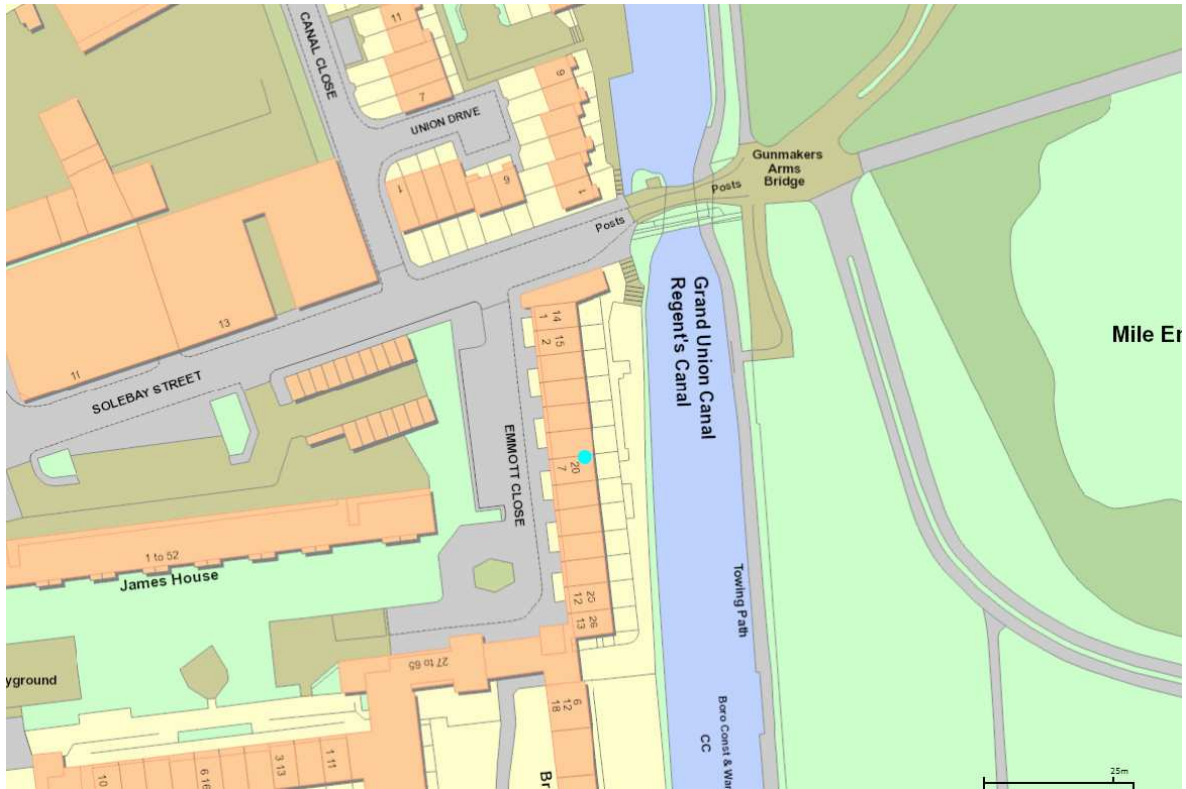 CANAL CLOSE
11
7
9
UNION DRIVE
1
6
1
Gunmakers
Arms
Bridge
Posts
Posts
13
11
SOLEBAY STREET
14
1
15
2
EMMOTT CLOSE
20
7
Grand Union Canal
Regent's Canal
Mile En
1 to 52
James House
Towing Path
25
12
26
13
27 to 65
yground
6
12
18
Boro Const & War
CC
10
6 16
3 13
1 11
Br
25m